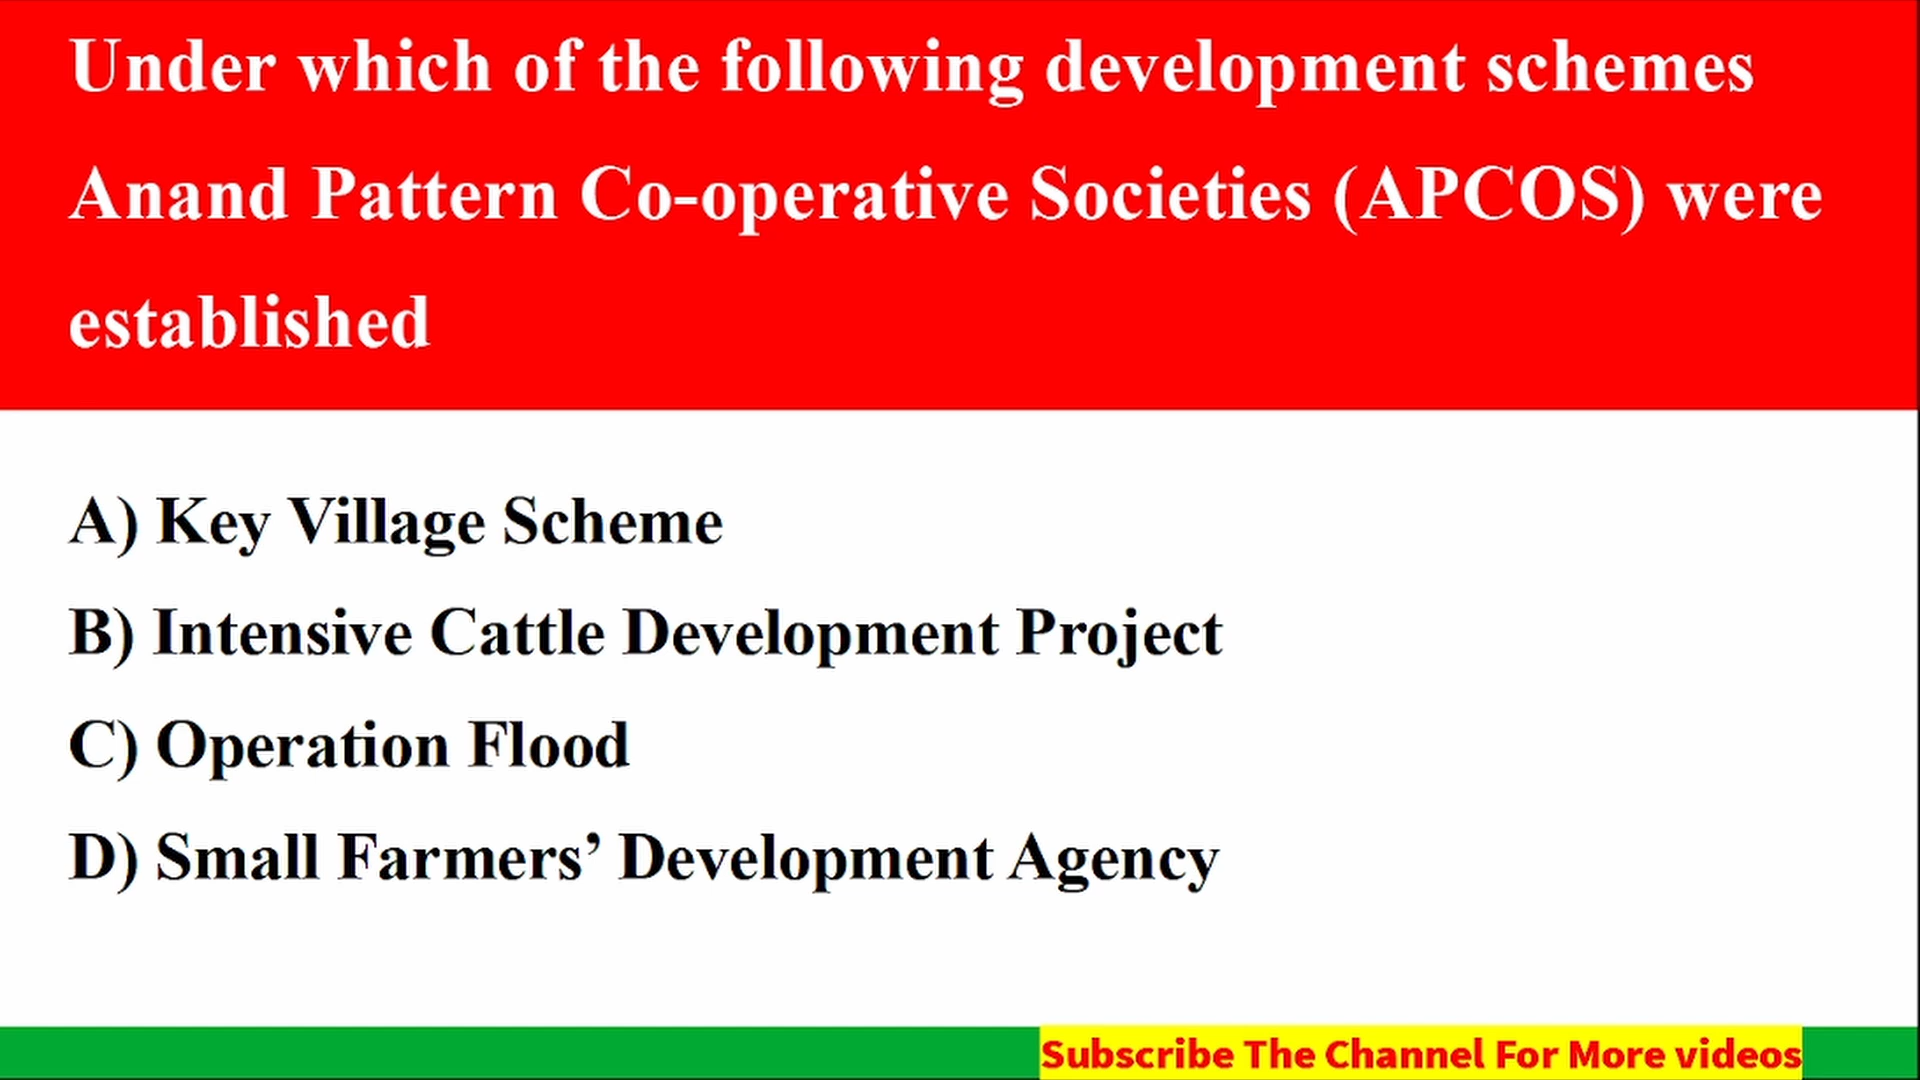 Under which of the following development schemes
Anand Pattern Co-operative Societies (APCOS) were
established
A) Key Village Scheme
B) Intensive Cattle Development Project
C) Operation Flood
D) Small Farmers’ Development Agency
Subscribe The Channel For More videos